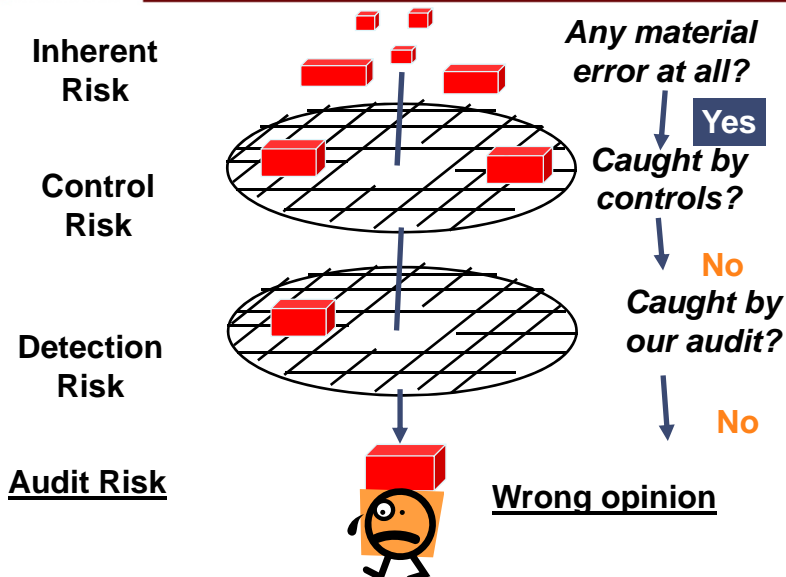 Inherent
Risk
Any material
error at all?
Yes
Control
Risk
Caught by
controls?
No
Detection
Risk
Caught by
our audit?
No
Audit Risk
Wrong opinion